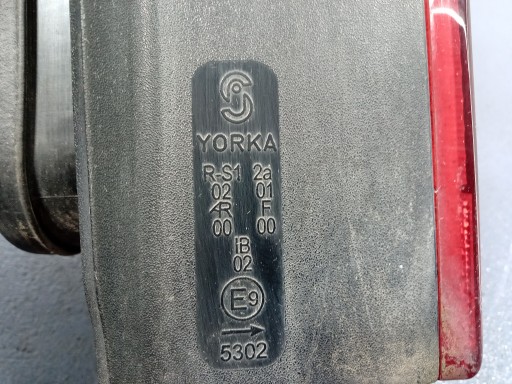 YORKA
R-S1 2a
02 01
AR F
00 00
iB
02
E9
→
5302